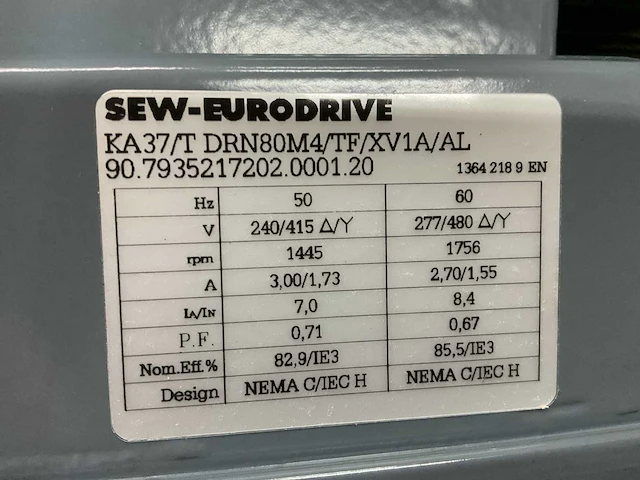 SEW-EURODRIVE
KA37/T DRN80M4/TF/XV1A/AL
90.7935217202.0001.20 1364 218 9 EN
Hz 50 60
V 240/415 Δ/Y 277/480 Δ/Y
rpm 1445 1756
A 3,00/1,73 2,70/1,55
IA/IN 7,0 8,4
P.F. 0,71 0,67
Nom.Eff.% 82,9/IE3 85,5/IE3
Design NEMA C/IEC H NEMA C/IEC H